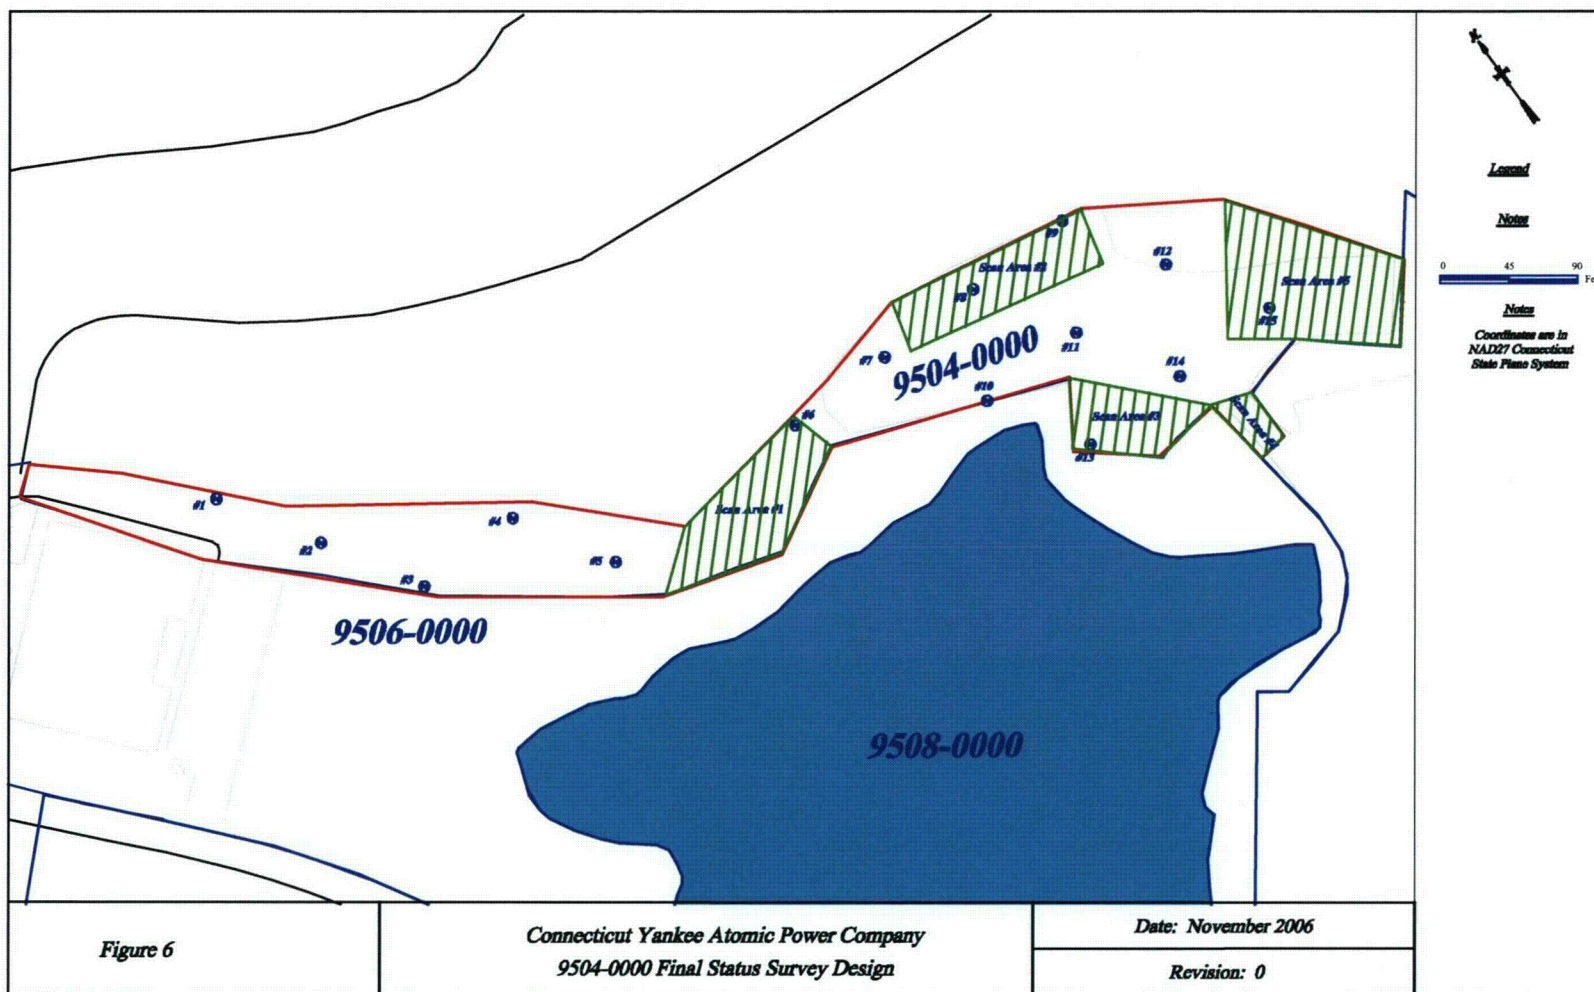 Legend
Notes
0 45 90 Fe
Notes
Coordinates are in
NAD27 Connecticut
State Plane System
#9
#12
Scan Area #2
#8
Scan Area #5
#15
#7
9504-0000
#11
#10
#14
#6
Scan Area #3
Scan Area
#13
#1
#4
Scan Area #1
#2
#5
#3
9506-0000
9508-0000
Figure 6
Connecticut Yankee Atomic Power Company
9504-0000 Final Status Survey Design
Date: November 2006
Revision: 0